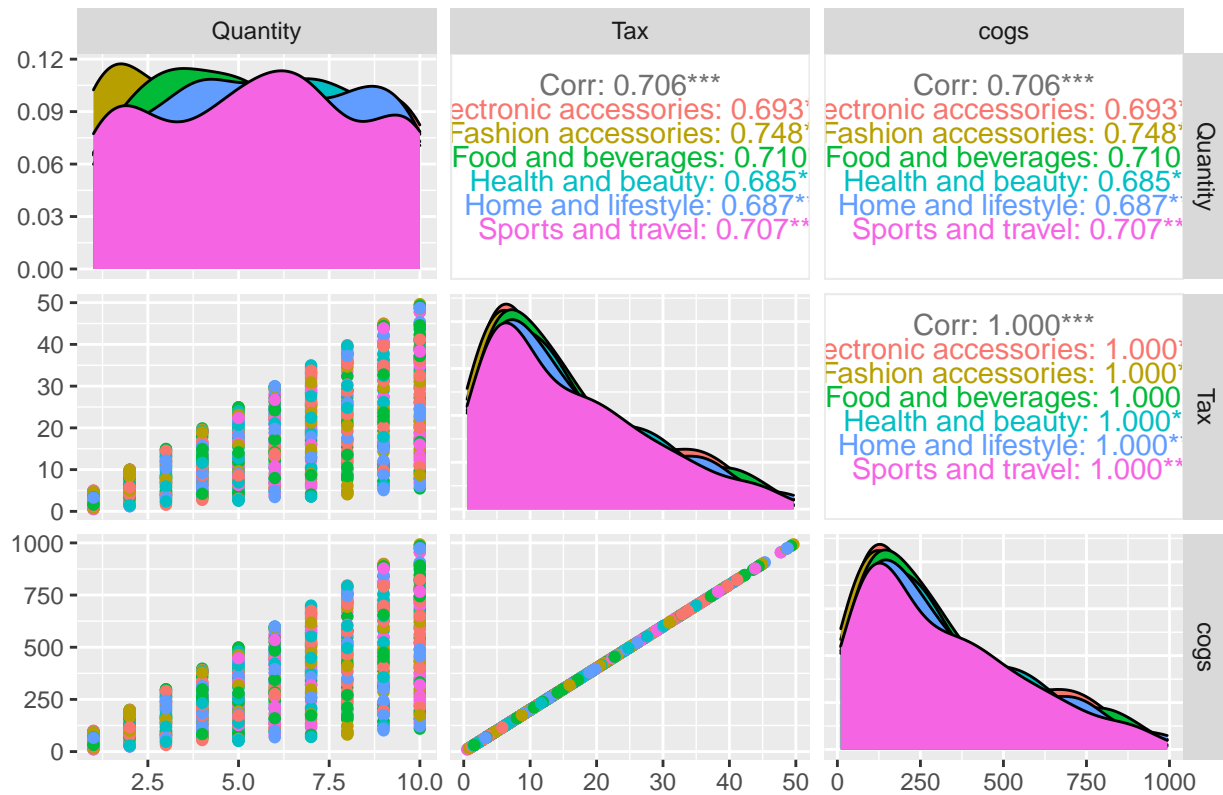 Quantity Tax cogs
0.12
0.09
0.06
0.03
0.00
Corr: 0.706***
ectronic accessories: 0.693*
Fashion accessories: 0.748*
Food and beverages: 0.710
Health and beauty: 0.685*
Home and lifestyle: 0.687**
Sports and travel: 0.707**
Corr: 0.706***
ectronic accessories: 0.693*
Fashion accessories: 0.748*
Food and beverages: 0.710
Health and beauty: 0.685*
Home and lifestyle: 0.687**
Sports and travel: 0.707**
Quantity
50
40
30
20
10
0
Corr: 1.000***
ectronic accessories: 1.000*
Fashion accessories: 1.000*
Food and beverages: 1.000
Health and beauty: 1.000*
Home and lifestyle: 1.000**
Sports and travel: 1.000**
Tax
1000
750
500
250
0
cogs
2.5 5.0 7.5 10.0 0 10 20 30 40 50 0 250 500 750 1000